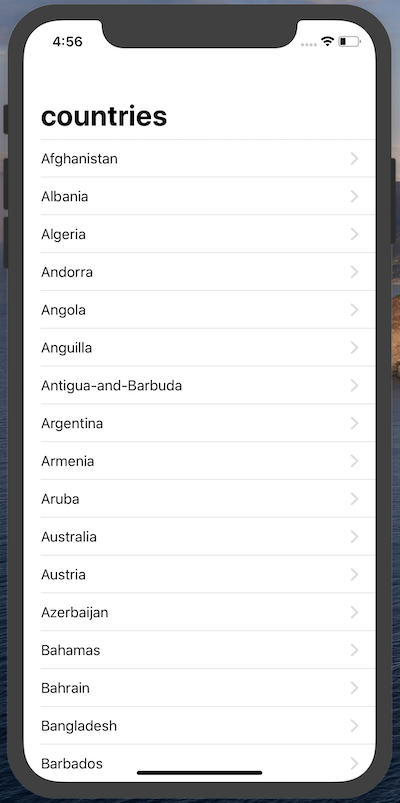 4:56
countries
Afghanistan
Albania
Algeria
Andorra
Angola
Anguilla
Antigua-and-Barbuda
Argentina
Armenia
Aruba
Australia
Austria
Azerbaijan
Bahamas
Bahrain
Bangladesh
Barbados